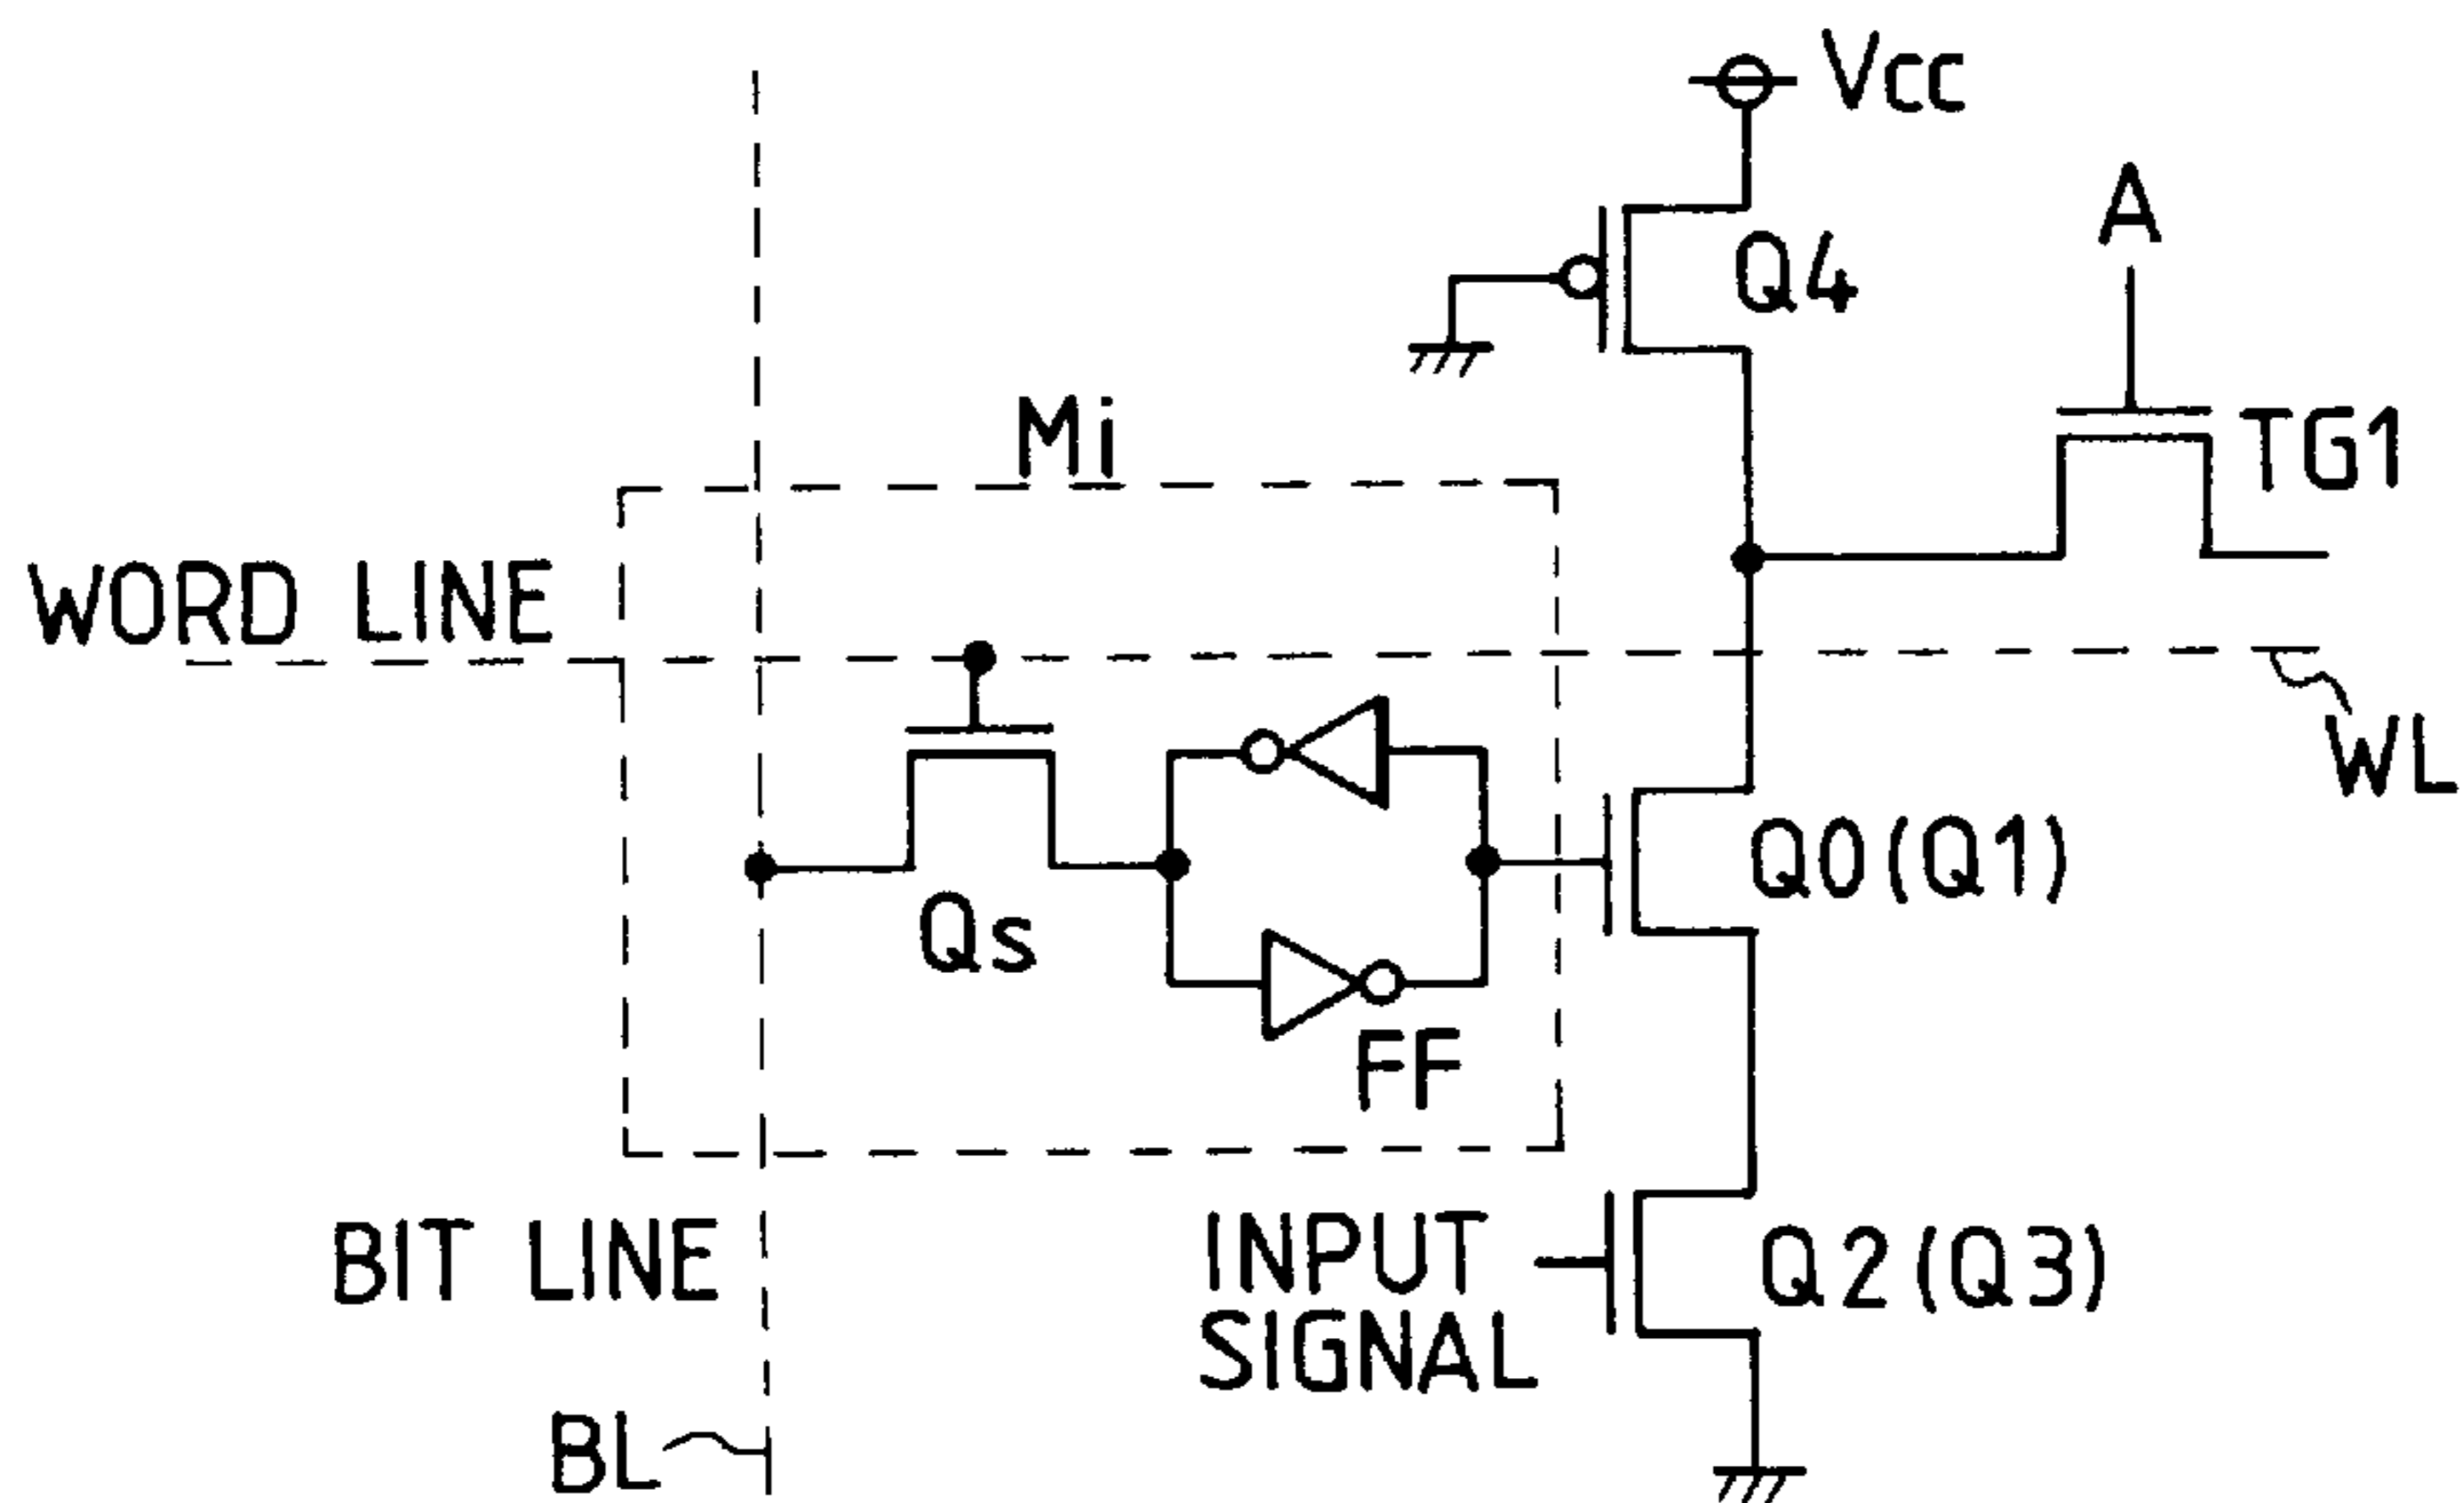 Vcc
A
Q4
Mi
TG1
WORD LINE
WL
Q0(Q1)
Qs
FF
BIT LINE
INPUT
SIGNAL
Q2(Q3)
BL